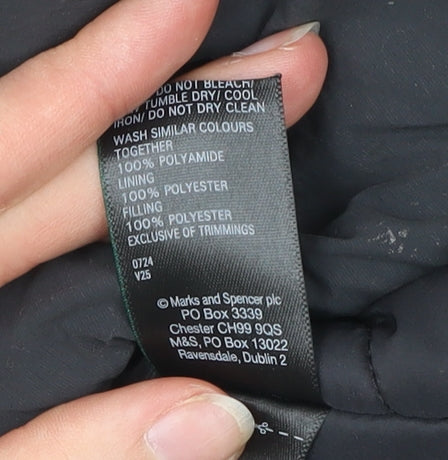 DO NOT BLEACH/
TUMBLE DRY/ COOL
IRON/ DO NOT DRY CLEAN
WASH SIMILAR COLOURS
TOGETHER
100% POLYAMIDE
LINING
100% POLYESTER
FILLING
100% POLYESTER
EXCLUSIVE OF TRIMMINGS
0724
V25
© Marks and Spencer plc
PO Box 3339
Chester CH99 9QS
M&S, PO Box 13022
Ravensdale, Dublin 2